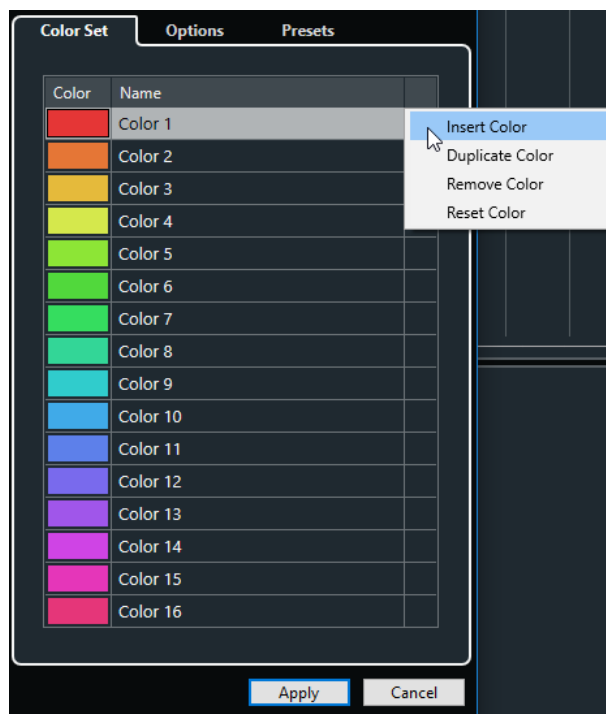 Color Set Options Presets
Color Name
Color 1
Insert Color
Color 2
Duplicate Color
Color 3
Remove Color
Color 4
Reset Color
Color 5
Color 6
Color 7
Color 8
Color 9
Color 10
Color 11
Color 12
Color 13
Color 14
Color 15
Color 16
Apply Cancel